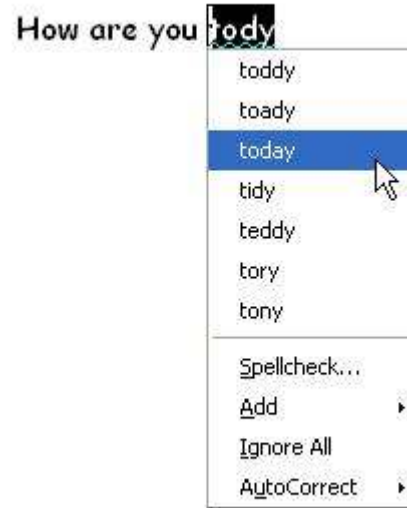 How are you tody
toddy
toady
today
tidy
teddy
tory
tony
Spellcheck...
Add
Ignore All
AutoCorrect